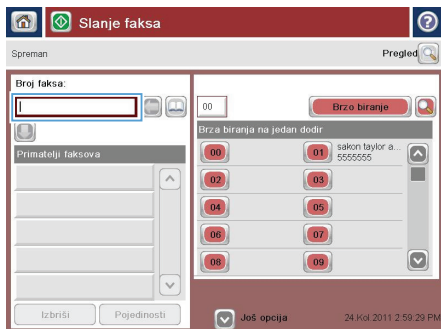 Slanje faksa
Spreman
Pregled
Broj faksa:
00
Brzo biranje
Brza biranja na jedan dodir
Primatelji faksova
00
01
sakon taylor a...
5555555
02
03
04
05
06
07
08
09
Izbriši
Pojedinosti
Još opcija
24.Kol 2011 2:59:29 PM